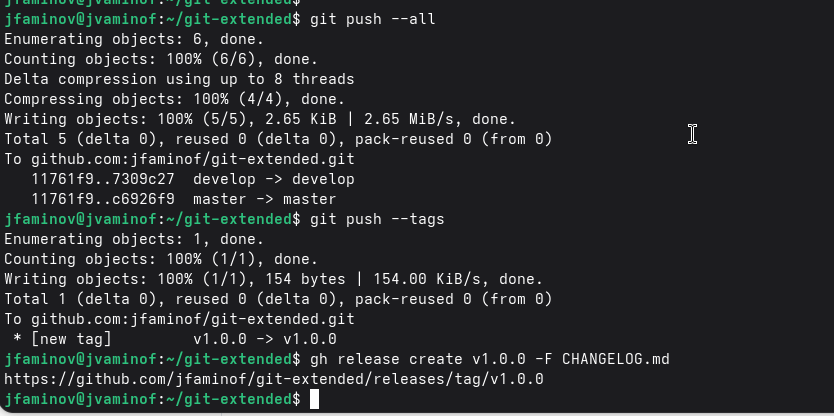 jfaminov@jvaminof:~/git-extended$ git push --all
Enumerating objects: 6, done.
Counting objects: 100% (6/6), done.
Delta compression using up to 8 threads
Compressing objects: 100% (4/4), done.
Writing objects: 100% (5/5), 2.65 KiB | 2.65 MiB/s, done.
Total 5 (delta 0), reused 0 (delta 0), pack-reused 0 (from 0)
To github.com:jfaminof/git-extended.git
   11761f9..7309c27  develop -> develop
   11761f9..c6926f9  master -> master
jfaminov@jvaminof:~/git-extended$ git push --tags
Enumerating objects: 1, done.
Counting objects: 100% (1/1), done.
Writing objects: 100% (1/1), 154 bytes | 154.00 KiB/s, done.
Total 1 (delta 0), reused 0 (delta 0), pack-reused 0 (from 0)
To github.com:jfaminof/git-extended.git
 * [new tag]         v1.0.0 -> v1.0.0
jfaminov@jvaminof:~/git-extended$ gh release create v1.0.0 -F CHANGELOG.md
https://github.com/jfaminof/git-extended/releases/tag/v1.0.0
jfaminov@jvaminof:~/git-extended$